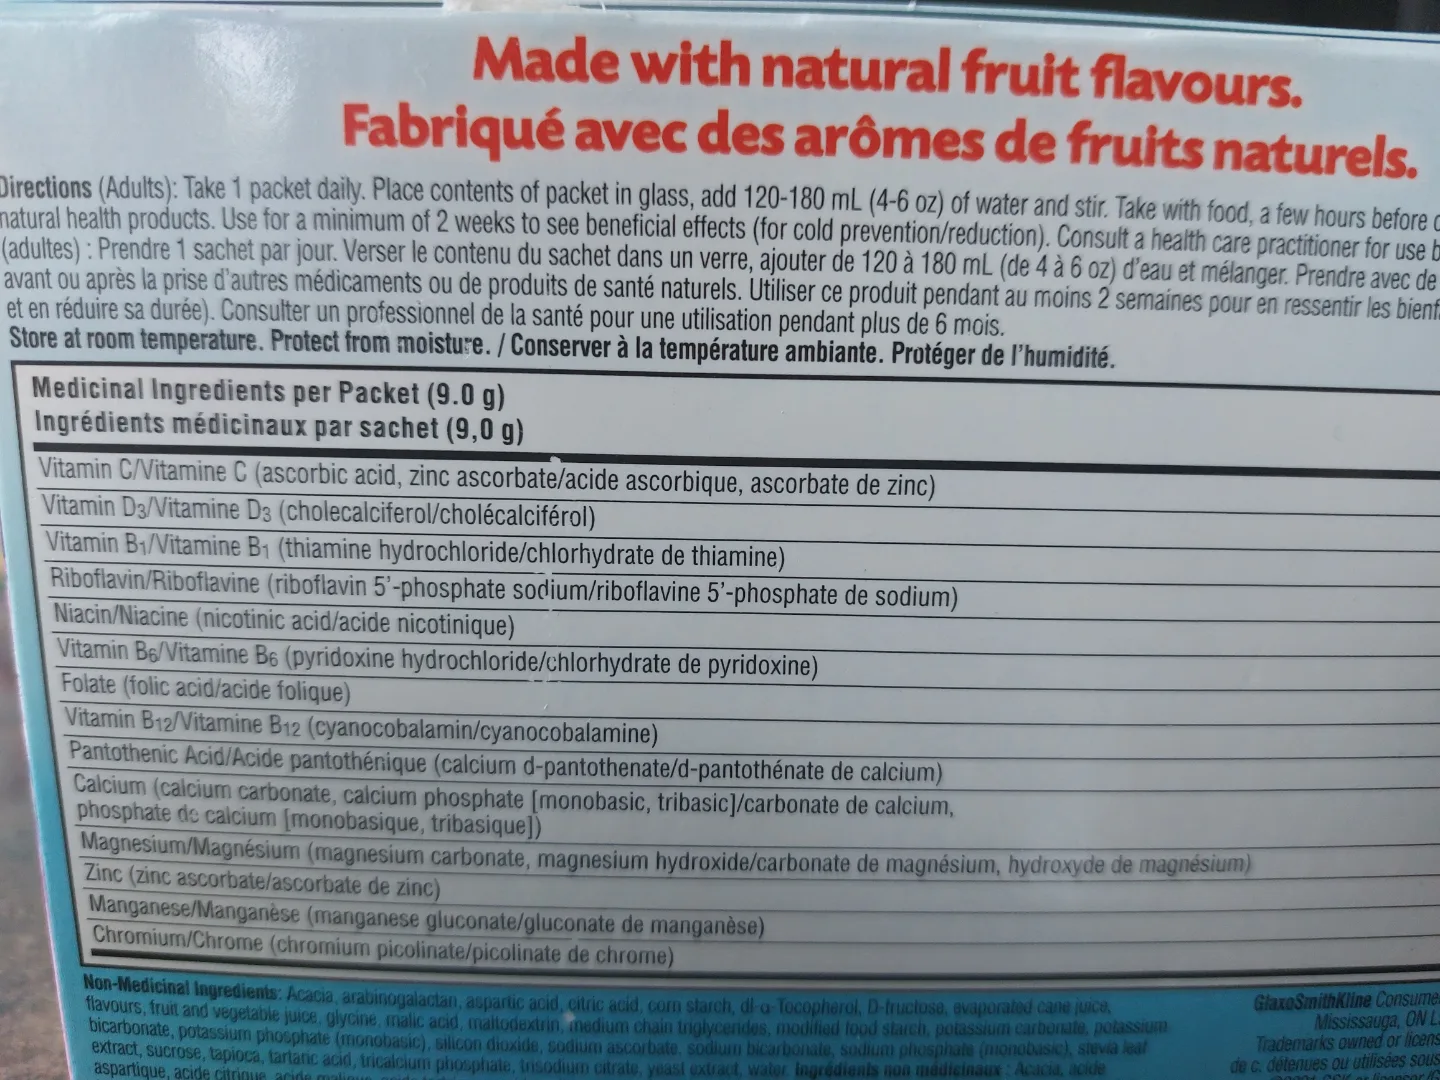 Made with natural fruit flavours.
Fabriqué avec des arômes de fruits naturels.
Directions (Adults): Take 1 packet daily. Place contents of packet in glass, add 120-180 mL (4-6 oz) of water and stir. Take with food, a few hours before
natural health products. Use for a minimum of 2 weeks to see beneficial effects (for cold prevention/reduction). Consult a health care practitioner for use
(adultes) : Prendre 1 sachet par jour. Verser le contenu du sachet dans un verre, ajouter de 120 à 180 mL (de 4 à 6 oz) d'eau et mélanger. Prendre avec de
avant ou après la prise d'autres médicaments ou de produits de santé naturels. Utiliser ce produit pendant au moins 2 semaines pour en ressentir les
et en réduire sa durée). Consulter un professionnel de la santé pour une utilisation pendant plus de 6 mois.
Store at room temperature. Protect from moisture. / Conserver à la température ambiante. Protéger de l'humidité.
Medicinal Ingredients per Packet (9.0 g)
Ingrédients médicinaux par sachet (9,0 g)
Vitamin C/Vitamine C (ascorbic acid, zinc ascorbate/acide ascorbique, ascorbate de zinc)
Vitamin D3/Vitamine D3 (cholecalciferol/cholécalciférol)
Vitamin B1/Vitamine B1 (thiamine hydrochloride/chlorhydrate de thiamine)
Riboflavin/Riboflavine (riboflavin 5'-phosphate sodium/riboflavine 5'-phosphate de sodium)
Niacin/Niacine (nicotinic acid/acide nicotinique)
Vitamin B6/Vitamine B6 (pyridoxine hydrochloride/chlorhydrate de pyridoxine)
Folate (folic acid/acide folique)
Vitamin B12/Vitamine B12 (cyanocobalamin/cyanocobalamine)
Pantothenic Acid/Acide pantothénique (calcium d-pantothenate/d-pantothénate de calcium)
Calcium (calcium carbonate, calcium phosphate [monobasic, tribasic]/carbonate de calcium,
phosphate de calcium [monobasique, tribasique])
Magnesium/Magnésium (magnesium carbonate, magnesium hydroxide/carbonate de magnésium, hydroxyde de magnésium)
Zinc (zinc ascorbate/ascorbate de zinc)
Manganese/Manganèse (manganese gluconate/gluconate de manganèse)
Chromium/Chrome (chromium picolinate/picolinate de chrome)
Non-Medicinal Ingredients: Acacia, arabinogalactan, aspartic acid, citric acid, corn starch, dl-α-Tocopherol, D-fructose, evaporated cane juice,
flavours, fruit and vegetable juice, glycine, malic acid, maltodextrin, medium chain triglycerides, modified food starch, potassium carbonate, potassium
bicarbonate, potassium phosphate (monobasic), silicon dioxide, sodium ascorbate, sodium bicarbonate, sodium phosphate (monobasic), stevia leaf
extract, sucrose, tapioca, tartaric acid, tricalcium phosphate, trisodium citrate, yeast extract, water. Ingrédients non médicinaux : Acacia, acide
aspartique, acide citrique, acide malique,
GlaxoSmithKline
Mississauga, ON
Trademarks owned or
de c. détenues ou utilisées sous